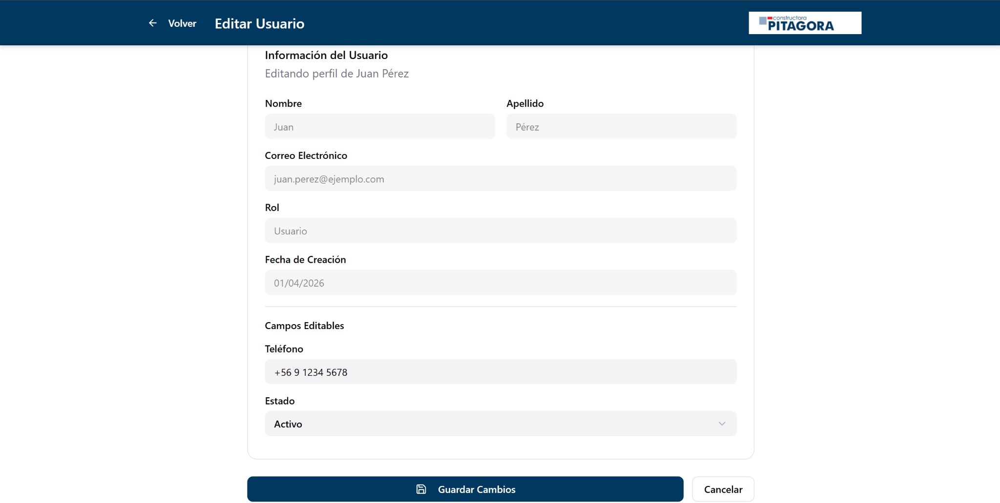 Volver
Editar Usuario
constructora
PITAGORA
Información del Usuario
Editando perfil de Juan Pérez
Nombre
Apellido
Juan
Pérez
Correo Electrónico
juan.perez@ejemplo.com
Rol
Usuario
Fecha de Creación
01/04/2026
Campos Editables
Teléfono
+56 9 1234 5678
Estado
Activo
Guardar Cambios
Cancelar